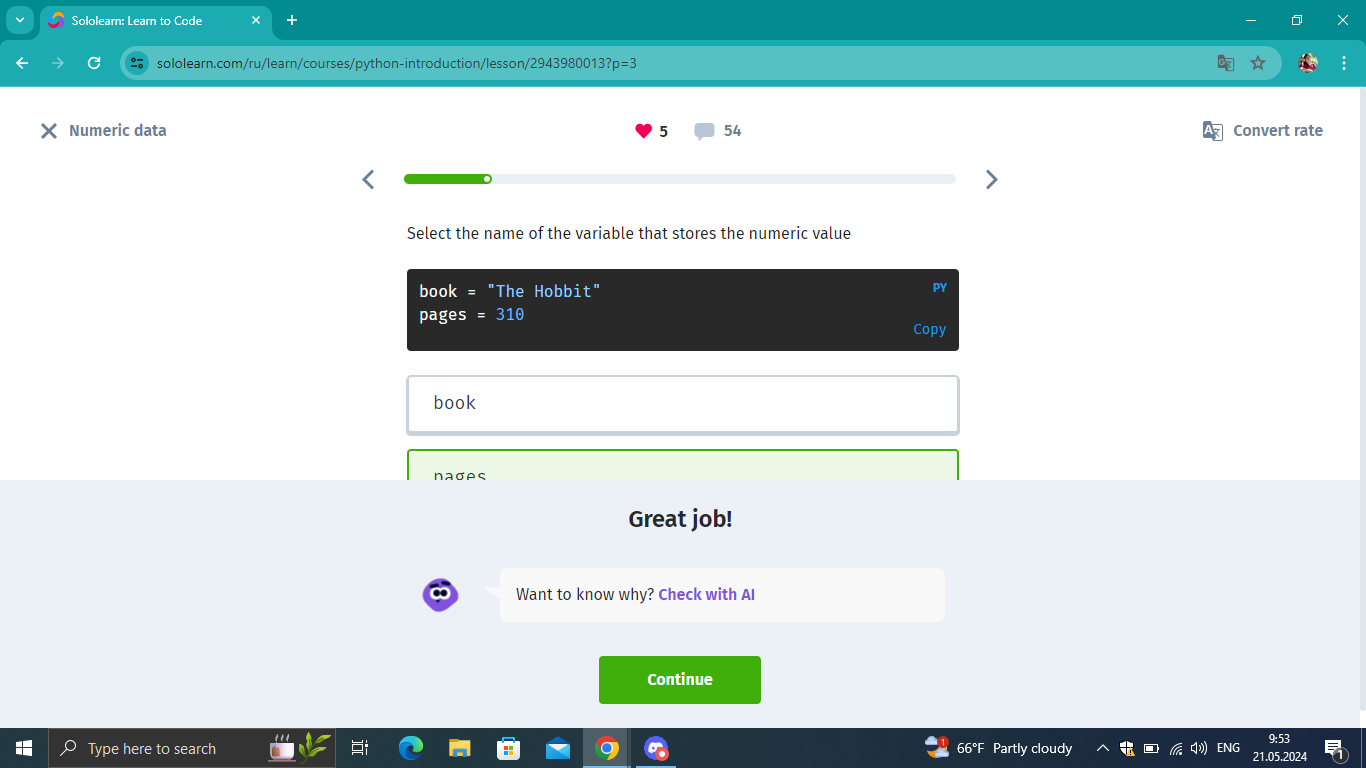 Sololearn: Learn to Code
sololearn.com/ru/learn/courses/python-introduction/lesson/2943980013?p=3
Numeric data
5
54
Convert rate
Select the name of the variable that stores the numeric value
book = "The Hobbit"
PY
pages = 310
Copy
book
pages
Great job!
Want to know why? Check with AI
Continue
Type here to search
1
66°F Partly cloudy
ENG
9:53
21.05.2024
1